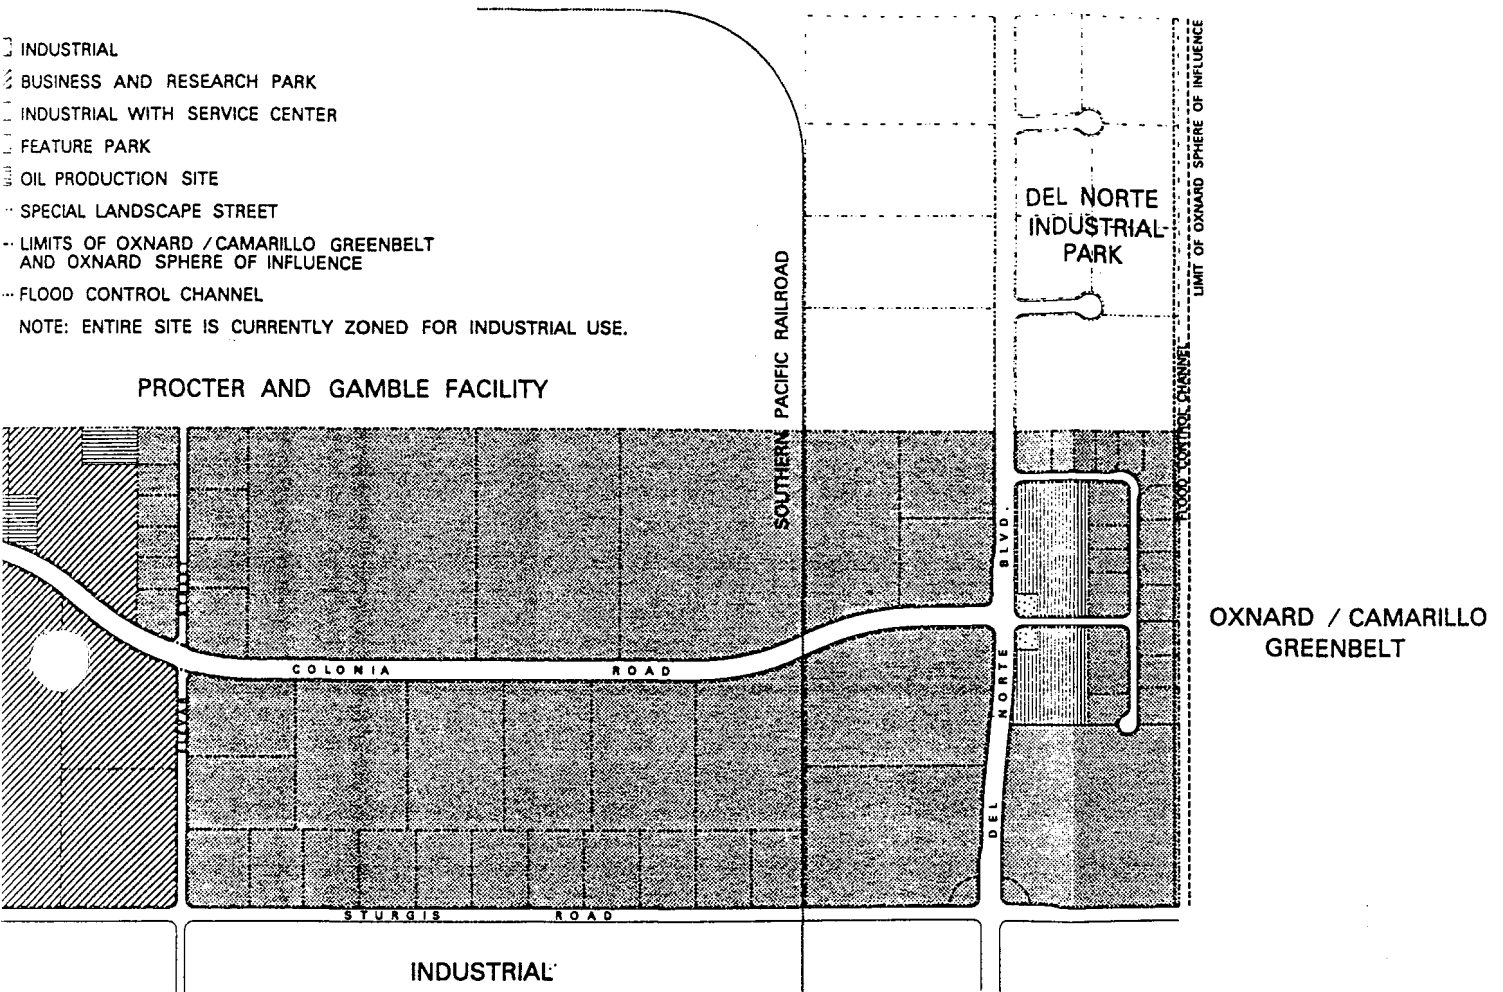 INDUSTRIAL
BUSINESS AND RESEARCH PARK
INDUSTRIAL WITH SERVICE CENTER
FEATURE PARK
OIL PRODUCTION SITE
SPECIAL LANDSCAPE STREET
LIMITS OF OXNARD / CAMARILLO GREENBELT
AND OXNARD SPHERE OF INFLUENCE
FLOOD CONTROL CHANNEL
NOTE: ENTIRE SITE IS CURRENTLY ZONED FOR INDUSTRIAL USE.
PROCTER AND GAMBLE FACILITY
SOUTHERN PACIFIC RAILROAD
DEL NORTE
INDUSTRIAL
PARK
LIMIT OF OXNARD SPHERE OF INFLUENCE
FLOOD CONTROL CHANNEL
OXNARD / CAMARILLO
GREENBELT
DEL NORTE BLVD.
COLONIA ROAD
STURGIS ROAD
INDUSTRIAL